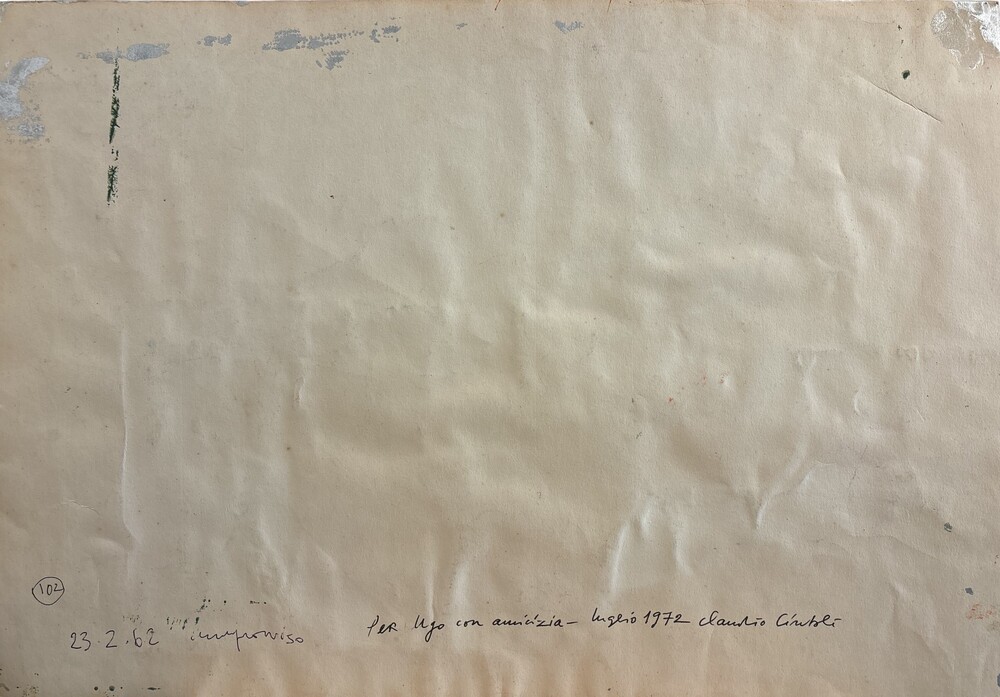 102
23.2.62 improvviso
Per Ugo con amicizia - luglio 1972 Claudio Cintoli